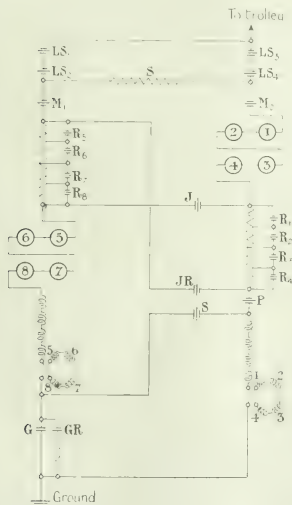 To trolley
LS1
LS5
LS2
S
LS4
M1
M2
R5
R6
R7
R8
2 1
4 3
J
R1
R2
R3
R4
6 5
8 7
JR
P
S
5 6
8 7
1 2
4 3
G GR
Ground